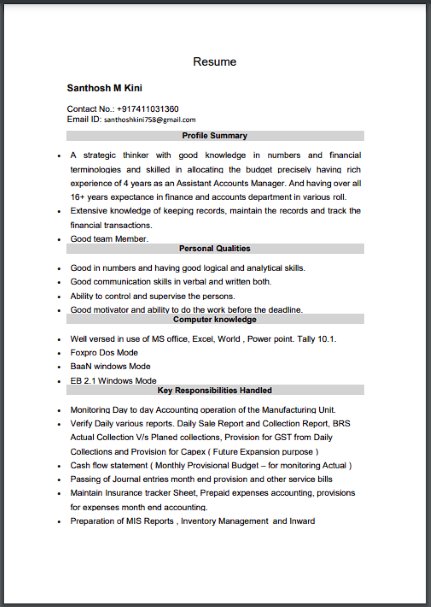 Resume
Santhosh M Kini
Contact No.: +917411031360
Email ID: santhoshkini758@gmail.com
Profile Summary
• A strategic thinker with good knowledge in numbers and financial
terminologies and skilled in allocating the budget precisely having rich
experience of 4 years as an Assistant Accounts Manager. And having over all
16+ years expectance in finance and accounts department in various roll.
• Extensive knowledge of keeping records, maintain the records and track the
financial transactions.
• Good team Member.
Personal Qualities
• Good in numbers and having good logical and analytical skills.
• Good communication skills in verbal and written both.
• Ability to control and supervise the persons.
• Good motivator and ability to do the work before the deadline.
Computer knowledge
• Well versed in use of MS office, Excel, World , Power point. Tally 10.1.
• Foxpro Dos Mode
• BaaN windows Mode
• EB 2.1 Windows Mode
Key Responsibilities Handled
• Monitoring Day to day Accounting operation of the Manufacturing Unit.
• Verify Daily various reports. Daily Sale Report and Collection Report, BRS
Actual Collection V/s Planed collections, Provision for GST from Daily
Collections and Provision for Capex ( Future Expansion purpose )
• Cash flow statement ( Monthly Provisional Budget – for monitoring Actual )
• Passing of Journal entries month end provision and other service bills
• Maintain Insurance tracker Sheet, Prepaid expenses accounting, provisions
for expenses month end accounting.
• Preparation of MIS Reports , Inventory Management and Inward